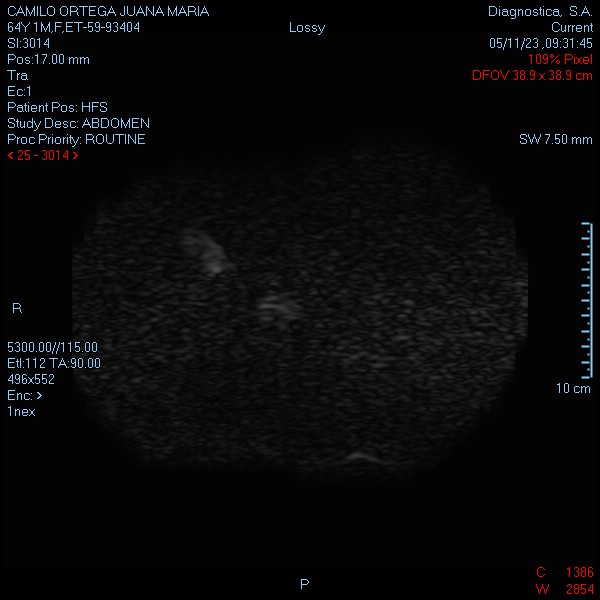 CAMILO ORTEGA JUANA MARIA
64Y 1M,F,ET-59-93404
SI:3014
Pos:17.00 mm
Tra
Ec:1
Patient Pos: HFS
Study Desc: ABDOMEN
Proc Priority: ROUTINE
< 25 - 3014 >
Lossy
Diagnostica, S.A.
Current
05/11/23 ,09:31:45
109% Pixel
DFOV 38.9 x 38.9 cm
SW 7.50 mm
R
10 cm
5300.00//115.00
Etl:112 TA:90.00
496x552
Enc: >
1nex
P
C 1386
W 2854